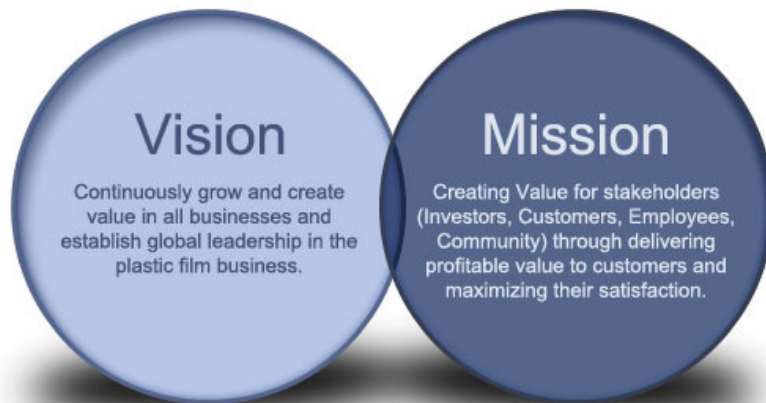 Vision
Continuously grow and create
value in all businesses and
establish global leadership in the
plastic film business.
Mission
Creating Value for stakeholders
(Investors, Customers, Employees,
Community) through delivering
profitable value to customers and
maximizing their satisfaction.